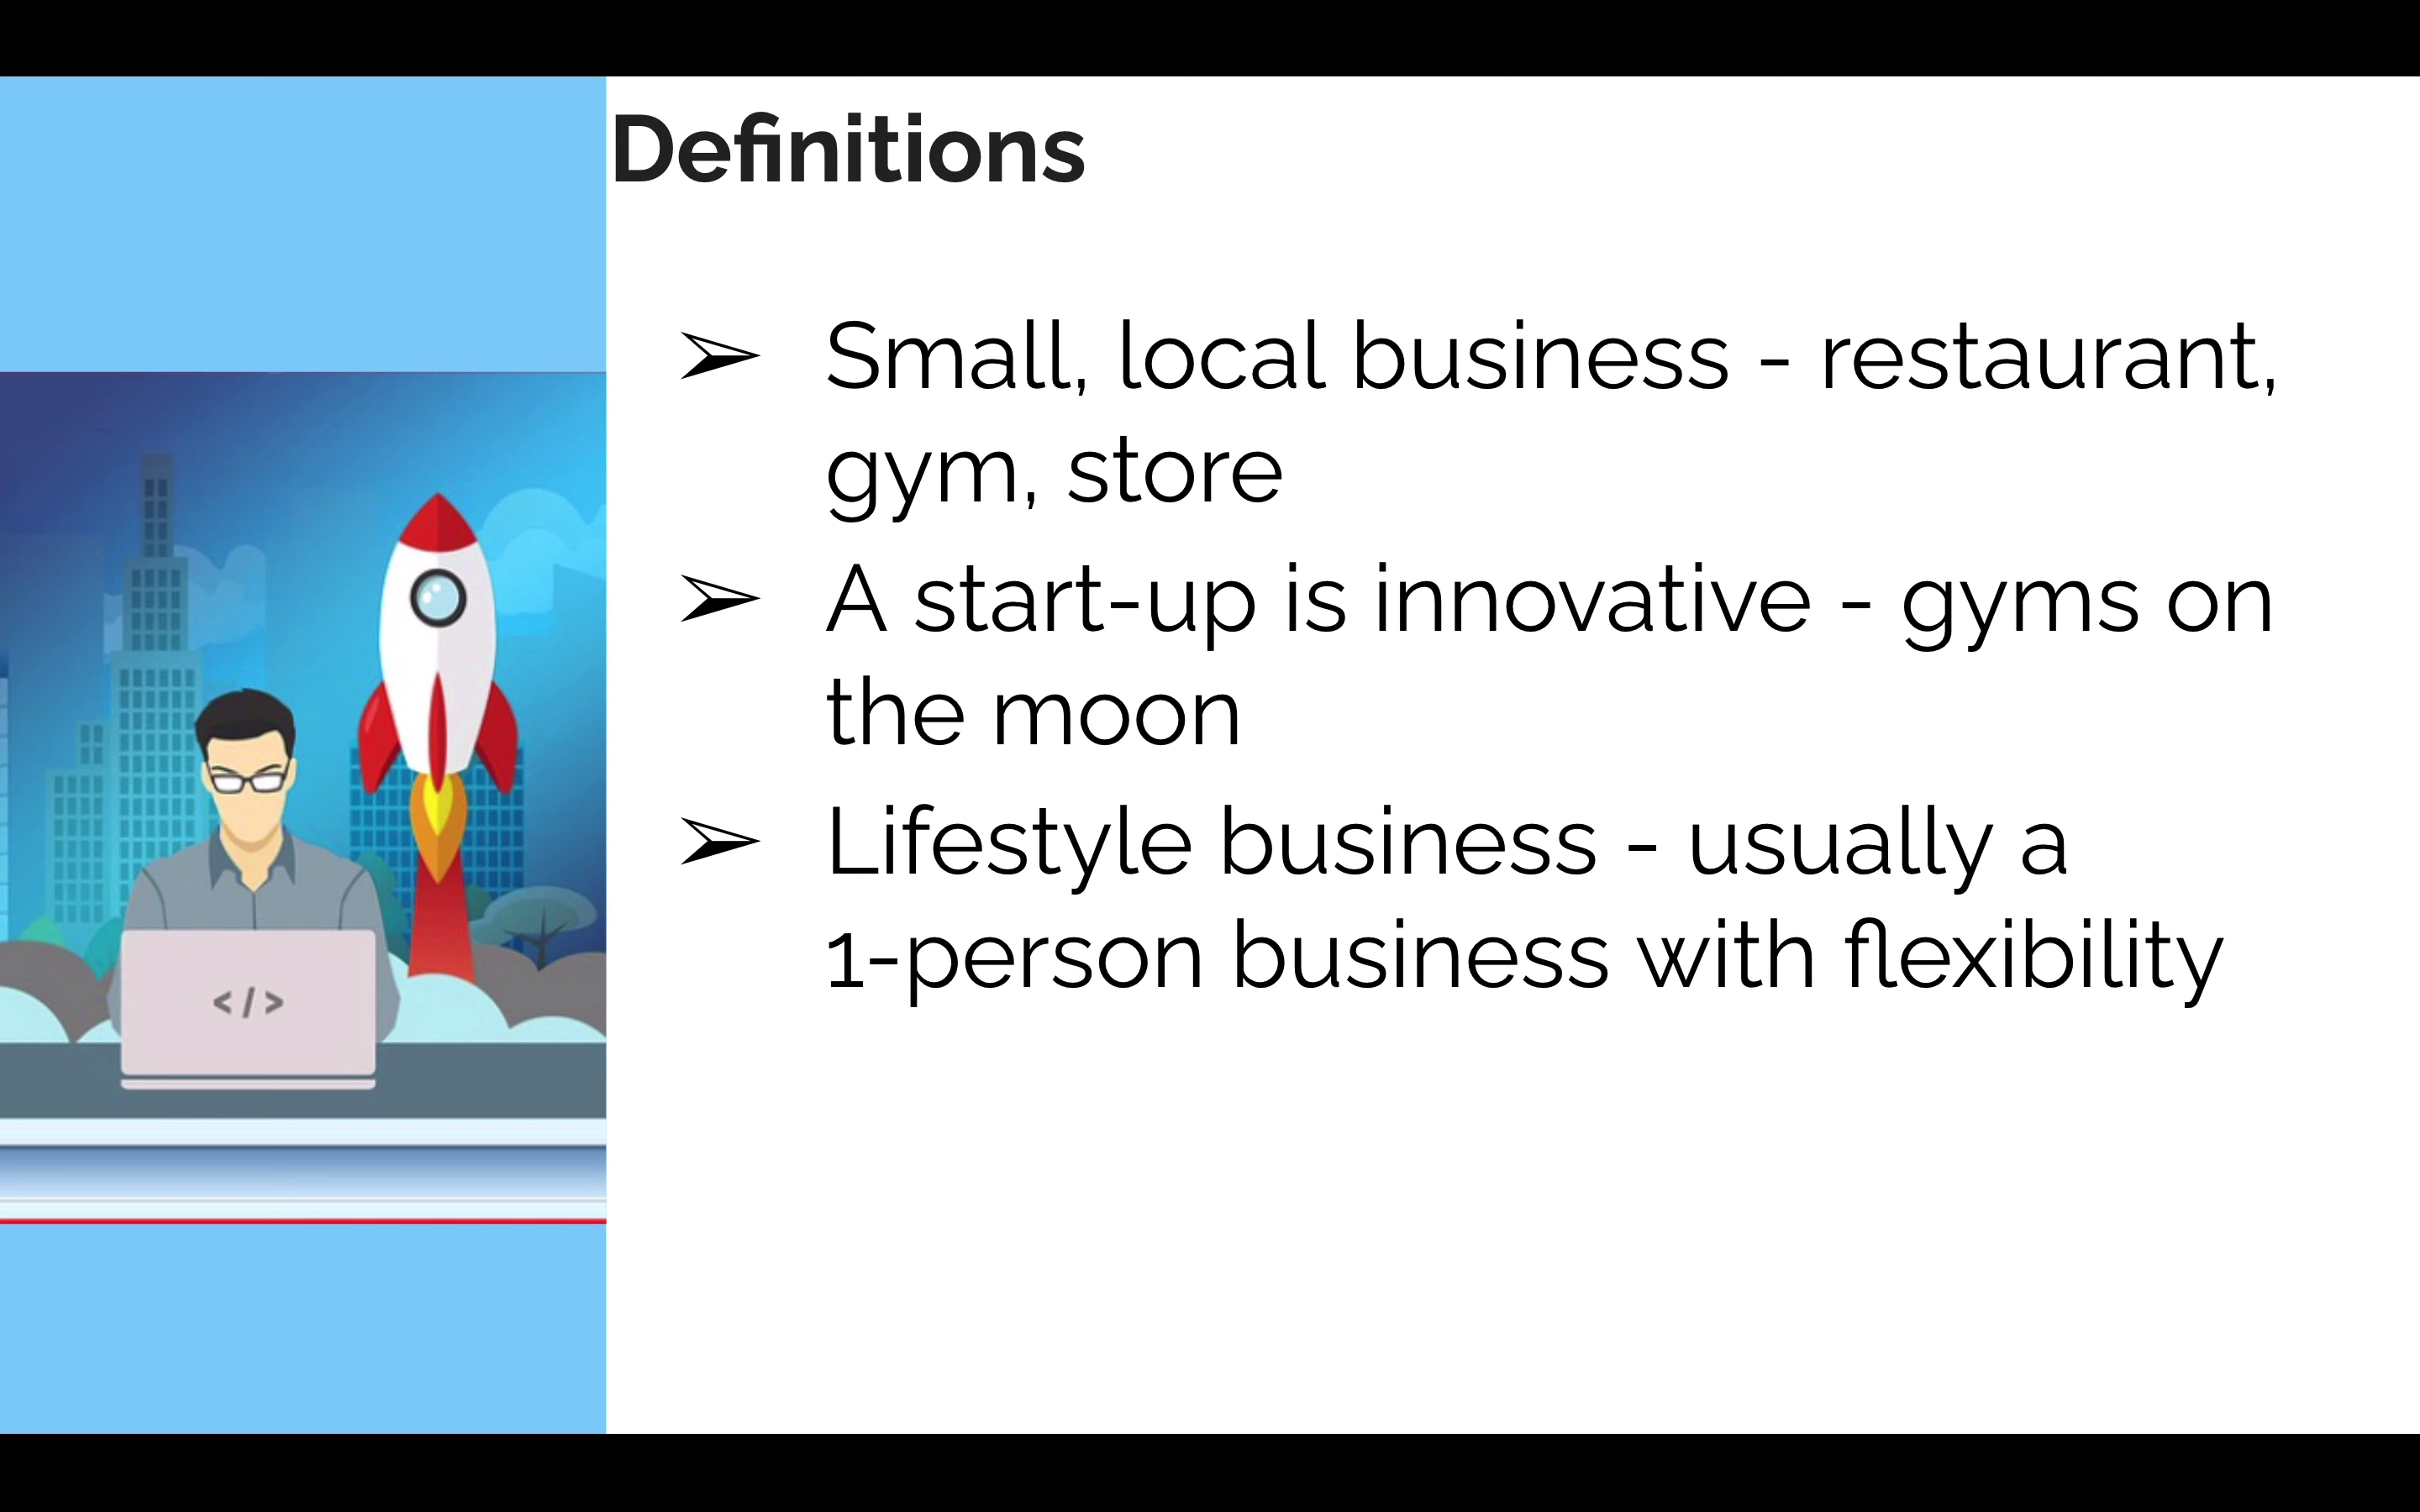 Definitions
➢ Small, local business - restaurant,
gym, store
➢ A start-up is innovative - gyms on
the moon
➢ Lifestyle business - usually a
1-person business with flexibility
</>